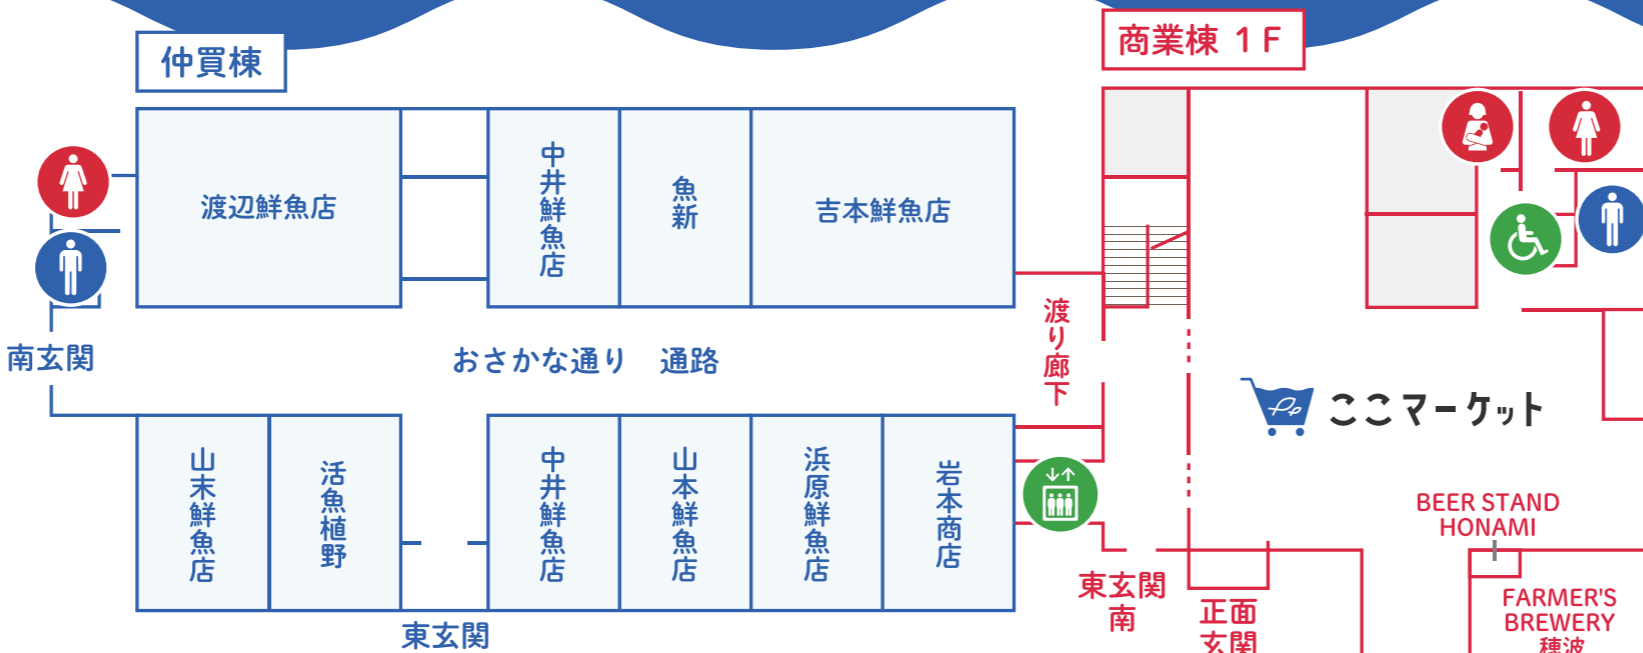 仲買棟
商業棟 1F
渡辺鮮魚店
中井鮮魚店
魚新
吉本鮮魚店
渡り廊下
南玄関
おさかな通り　通路
ここマーケット
山末鮮魚店
活魚植野
中井鮮魚店
山本鮮魚店
浜原鮮魚店
岩本商店
BEER STAND
HONAMI
東玄関
南
正面
玄関
FARMER'S
BREWERY
穂波
東玄関